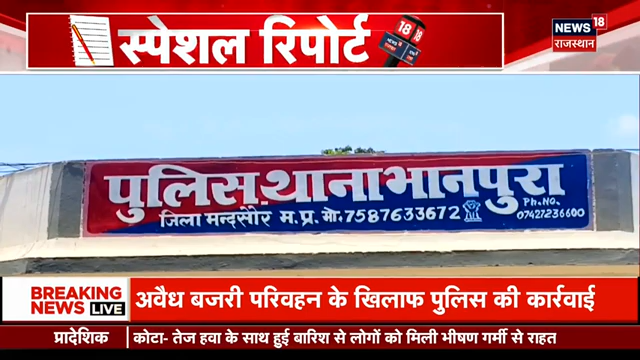 स्पेशल रिपोर्ट
18
NEWS 18
राजस्थान
पुलिस थाना भानपुरा
जिला मन्दसौर म.प्र. मो. 7587633672
Ph.No.
07427236600
BREAKING
NEWS LIVE
अवैध बजरी परिवहन के खिलाफ पुलिस की कार्रवाई
प्रादेशिक
कोटा- तेज हवा के साथ हुई बारिश से लोगों को मिली भीषण गर्मी से राहत